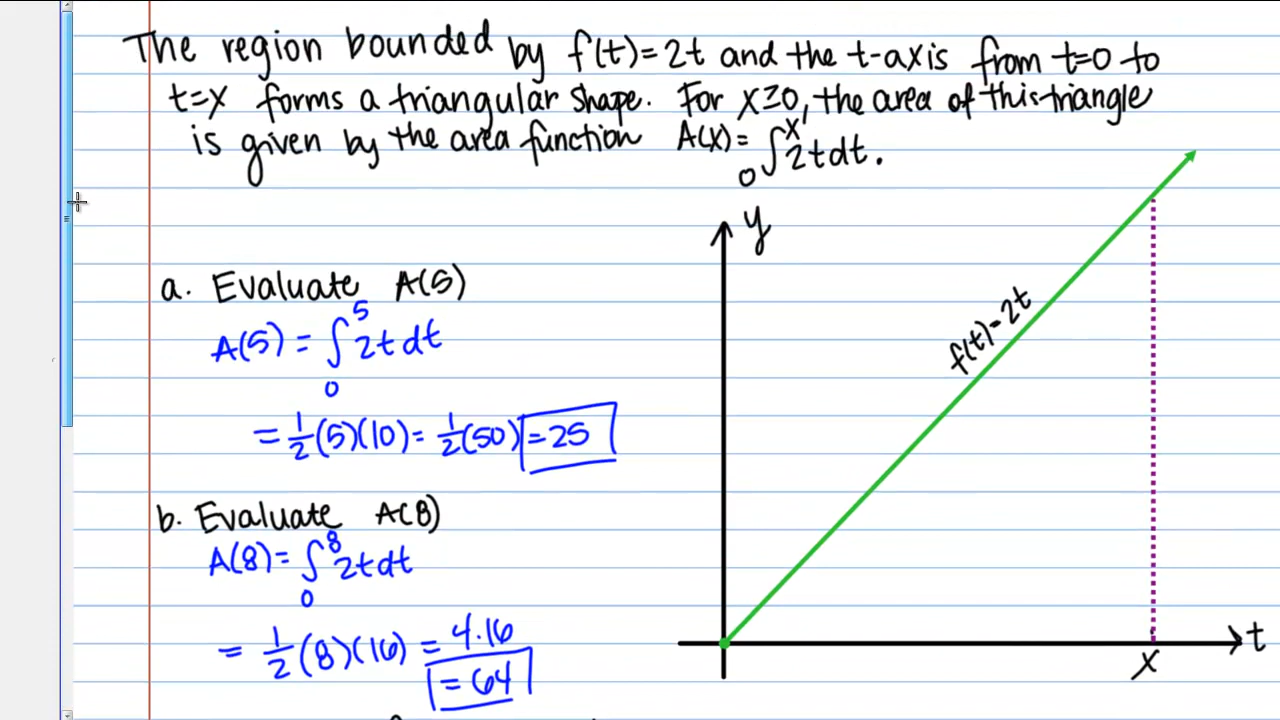 The region bounded by f(t)=2t and the t-axis from t=0 to
t=x forms a triangular shape. For x≥0, the area of this triangle
is given by the area function A(x)= ∫₀ˣ 2t dt.
y
a. Evaluate A(5)
A(5) = ∫₀⁵ 2t dt
= 1/2(5)(10) = 1/2(50) = 25
f(t)=2t
b. Evaluate A(8)
A(8) = ∫₀⁸ 2t dt
= 1/2(8)(16) = 4·16
= 64
t
x